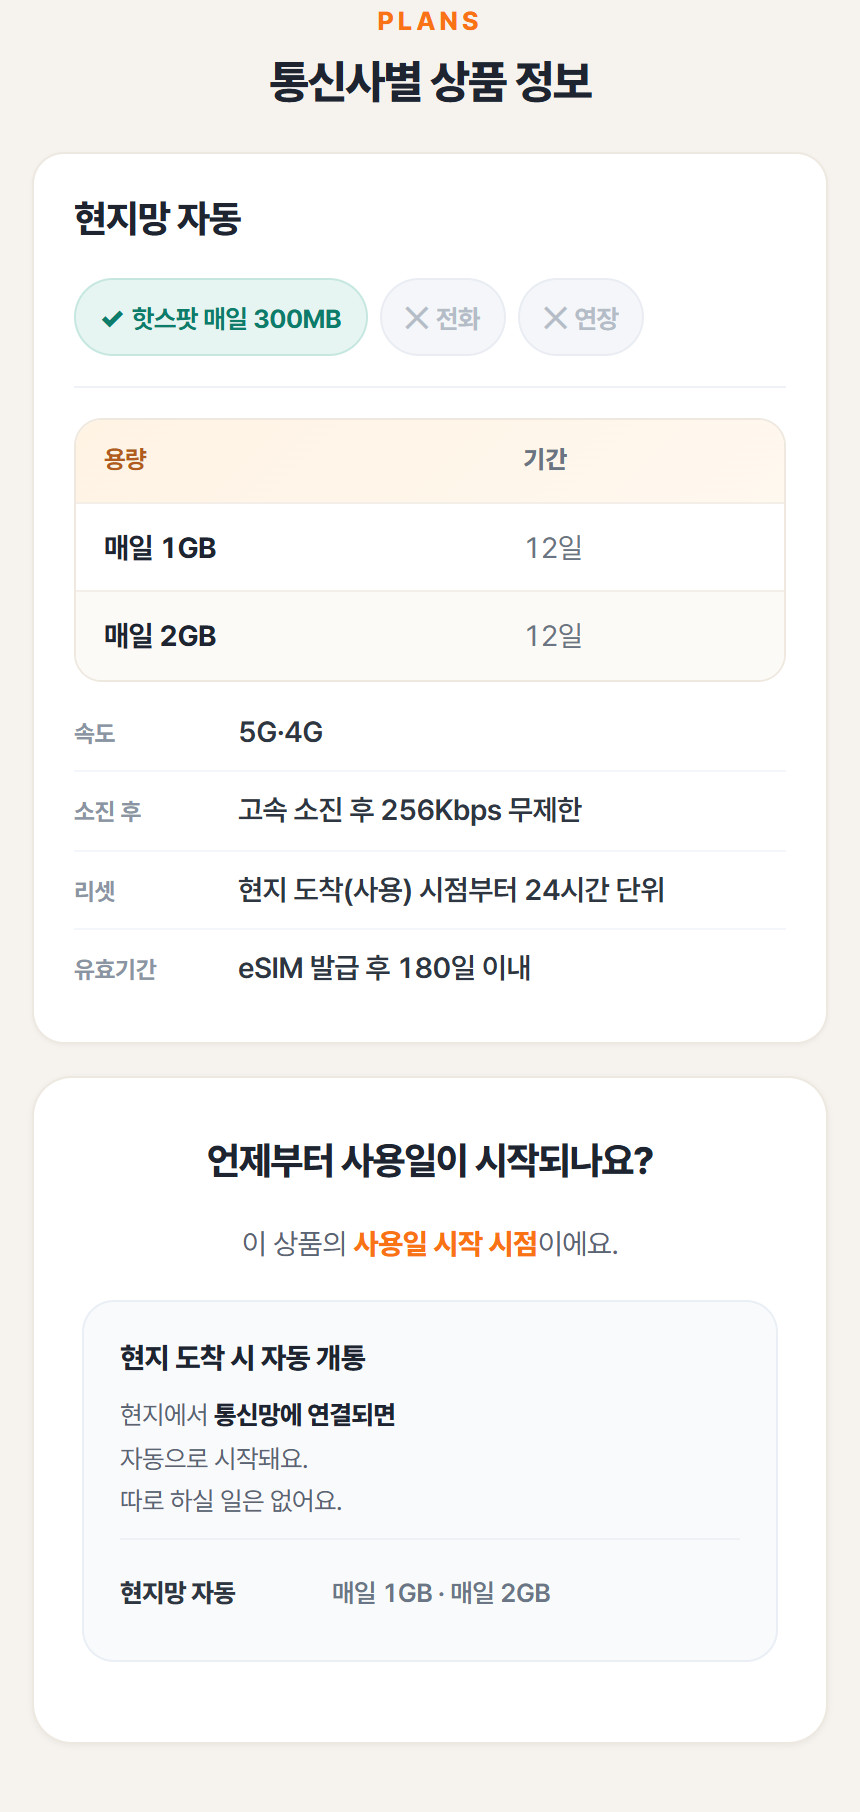 PLANS
통신사별 상품 정보
현지망 자동
✓ 핫스팟 매일 300MB
✕ 전화
✕ 연장
용량 기간
매일 1GB 12일
매일 2GB 12일
속도 5G·4G
소진 후 고속 소진 후 256Kbps 무제한
리셋 현지 도착(사용) 시점부터 24시간 단위
유효기간 eSIM 발급 후 180일 이내
언제부터 사용일이 시작되나요?
이 상품의 사용일 시작 시점이에요.
현지 도착 시 자동 개통
현지에서 통신망에 연결되면
자동으로 시작돼요.
따로 하실 일은 없어요.
현지망 자동 매일 1GB · 매일 2GB